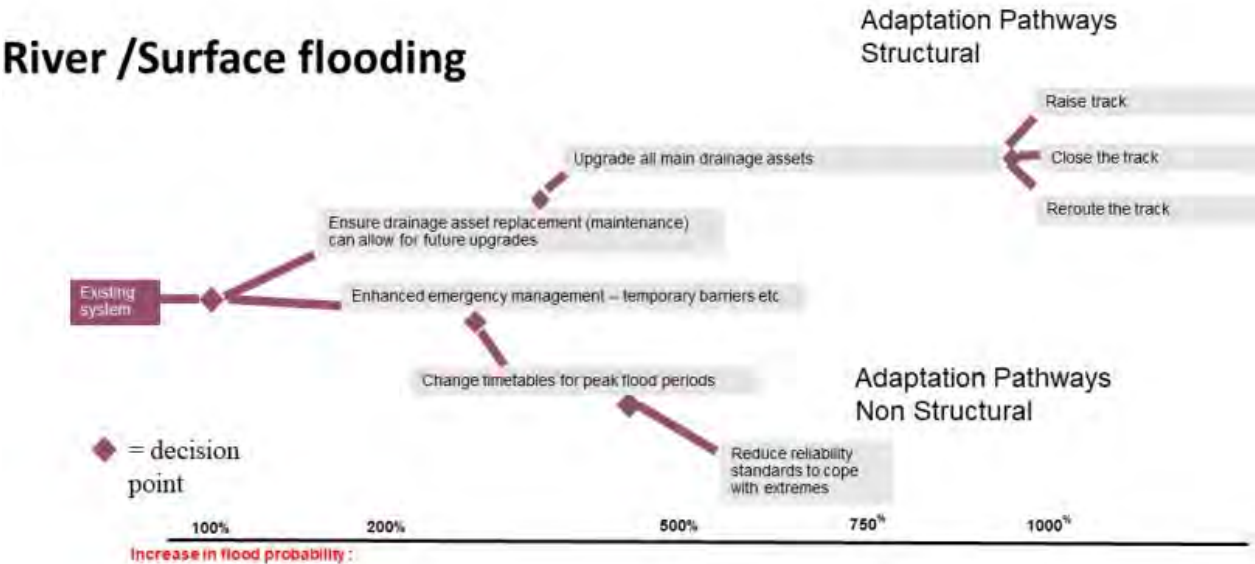 River /Surface flooding
Adaptation Pathways
Structural
Raise track
Upgrade all main drainage assets
Close the track
Reroute the track
Ensure drainage asset replacement (maintenance)
can allow for future upgrades
Existing
system
Enhanced emergency management – temporary barriers etc
Change timetables for peak flood periods
Adaptation Pathways
Non Structural
= decision
point
Reduce reliability
standards to cope
with extremes
100% 200% 500% 750% 1000%
Increase in flood probability :